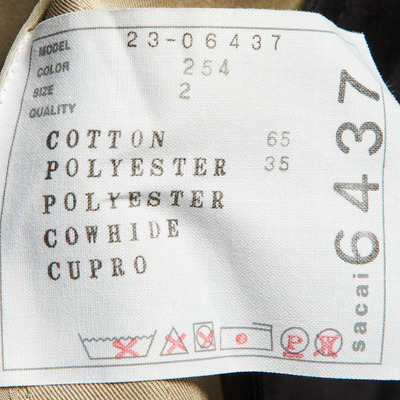 MODEL 23-06437
COLOR 254
SIZE 2
QUALITY
COTTON 65
POLYESTER 35
POLYESTER
COWHIDE
CUPRO
sacai 6437
P W